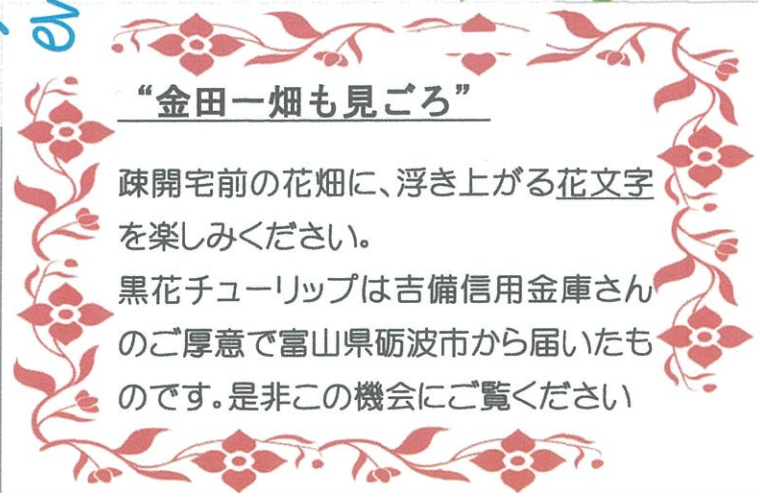 ev
“金田一畑も見ごろ”
疎開宅前の花畑に、浮き上がる花文字
を楽しみください。
黒花チューリップは吉備信用金庫さん
のご厚意で富山県砺波市から届いたも
のです。是非この機会にご覧ください